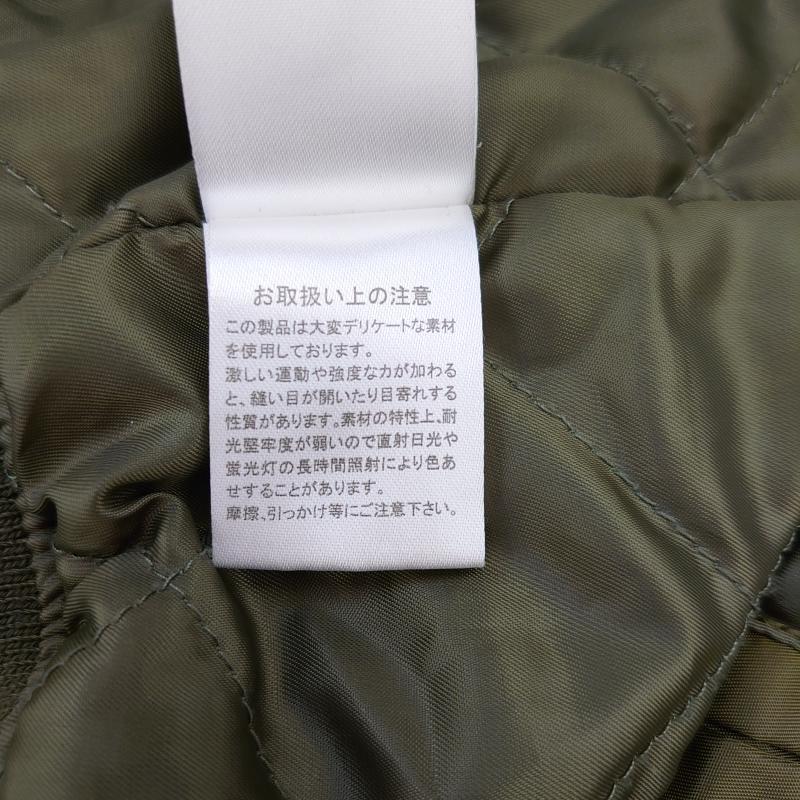 お取扱い上の注意
この製品は大変デリケートな素材
を使用しております。
激しい運動や強度な力が加わる
と、縫い目が開いたり目寄れする
性質があります。素材の特性上、耐
光堅牢度が弱いので直射日光や
蛍光灯の長時間照射により色あ
せすることがあります。
摩擦、引っかけ等にご注意下さい。